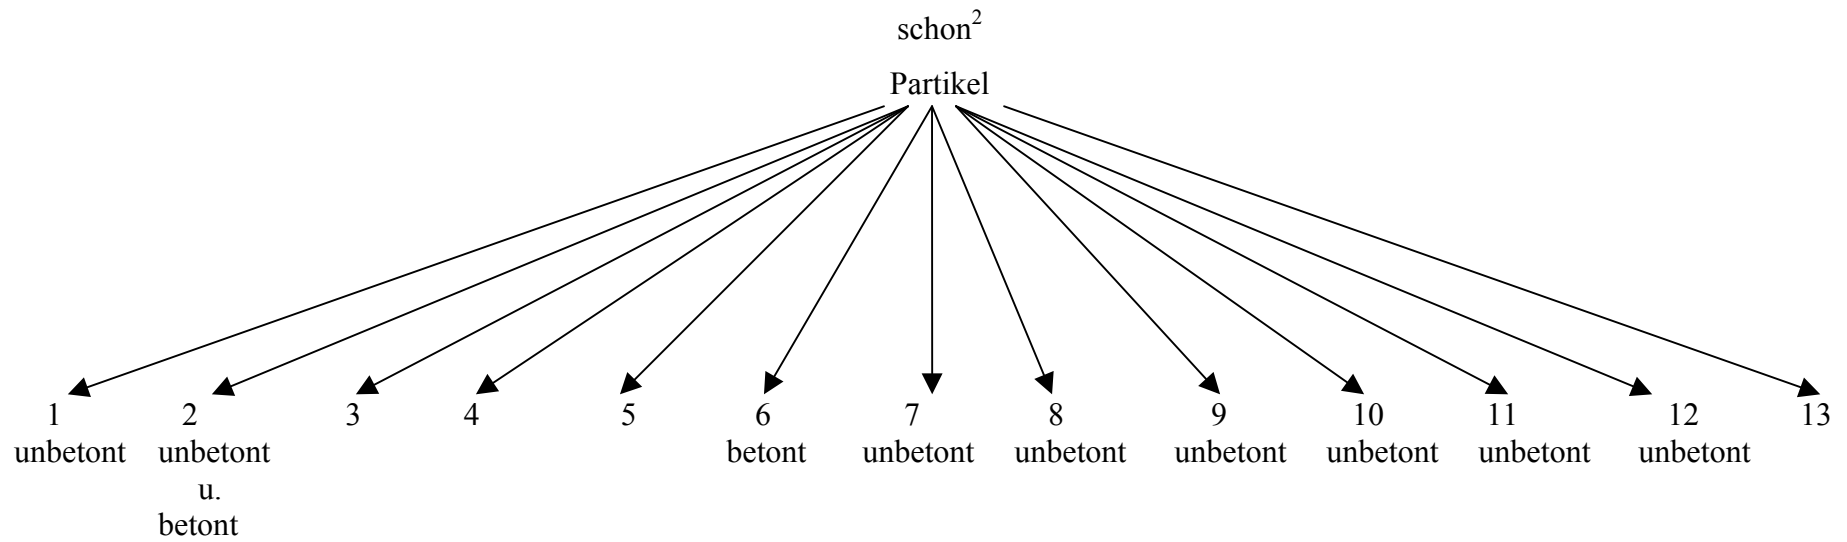 schon²
Partikel
1 2 3 4 5 6 7 8 9 10 11 12 13
unbetont unbetont betont unbetont unbetont unbetont unbetont unbetont unbetont
u.
betont